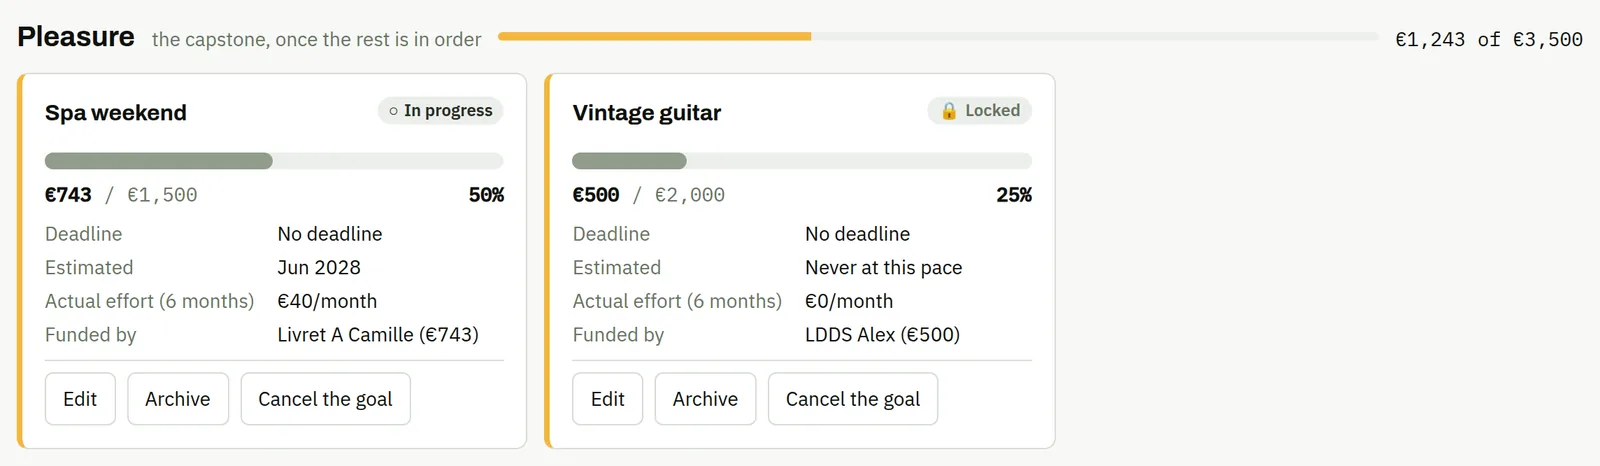 Pleasure the capstone, once the rest is in order €1,243 of €3,500
Spa weekend In progress
€743 / €1,500 50%
Deadline No deadline
Estimated Jun 2028
Actual effort (6 months) €40/month
Funded by Livret A Camille (€743)
Edit Archive Cancel the goal
Vintage guitar 🔒 Locked
€500 / €2,000 25%
Deadline No deadline
Estimated Never at this pace
Actual effort (6 months) €0/month
Funded by LDDS Alex (€500)
Edit Archive Cancel the goal